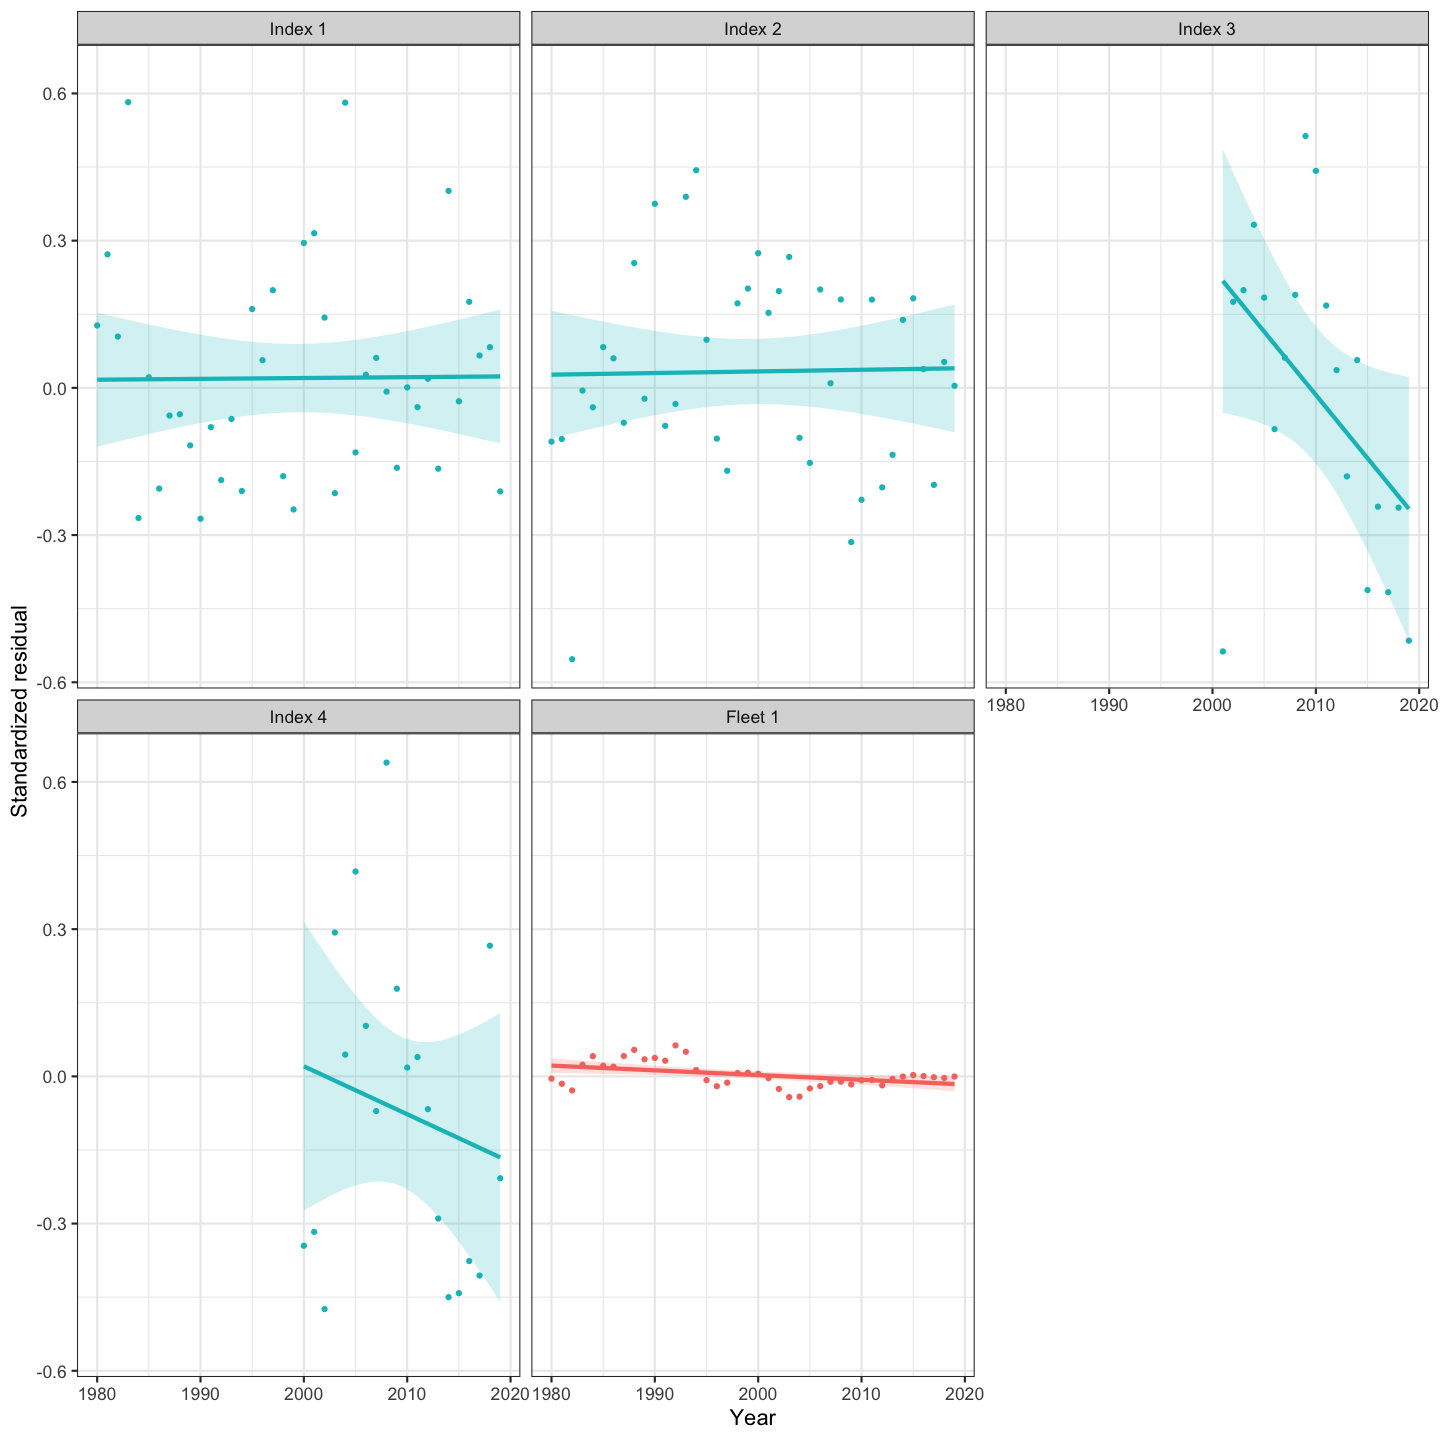 Index 1
Index 2
Index 3
0.6
0.3
0.0
-0.3
-0.6
1980 1990 2000 2010 2020
Index 4
Fleet 1
0.6
0.3
0.0
-0.3
-0.6
1980 1990 2000 2010 2020
1980 1990 2000 2010 2020
Year
Standardized residual